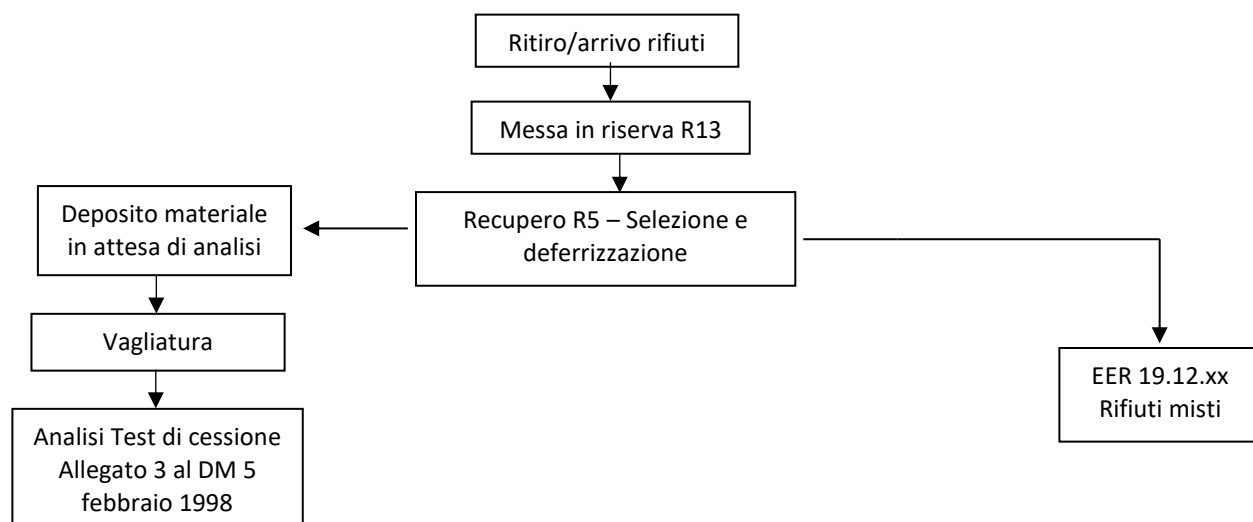 Ritiro/arrivo rifiuti
Messa in riserva R13
Recupero R5 – Selezione e
deferrizzazione
Deposito materiale
in attesa di analisi
Vagliatura
Analisi Test di cessione
Allegato 3 al DM 5
febbraio 1998
EER 19.12.xx
Rifiuti misti